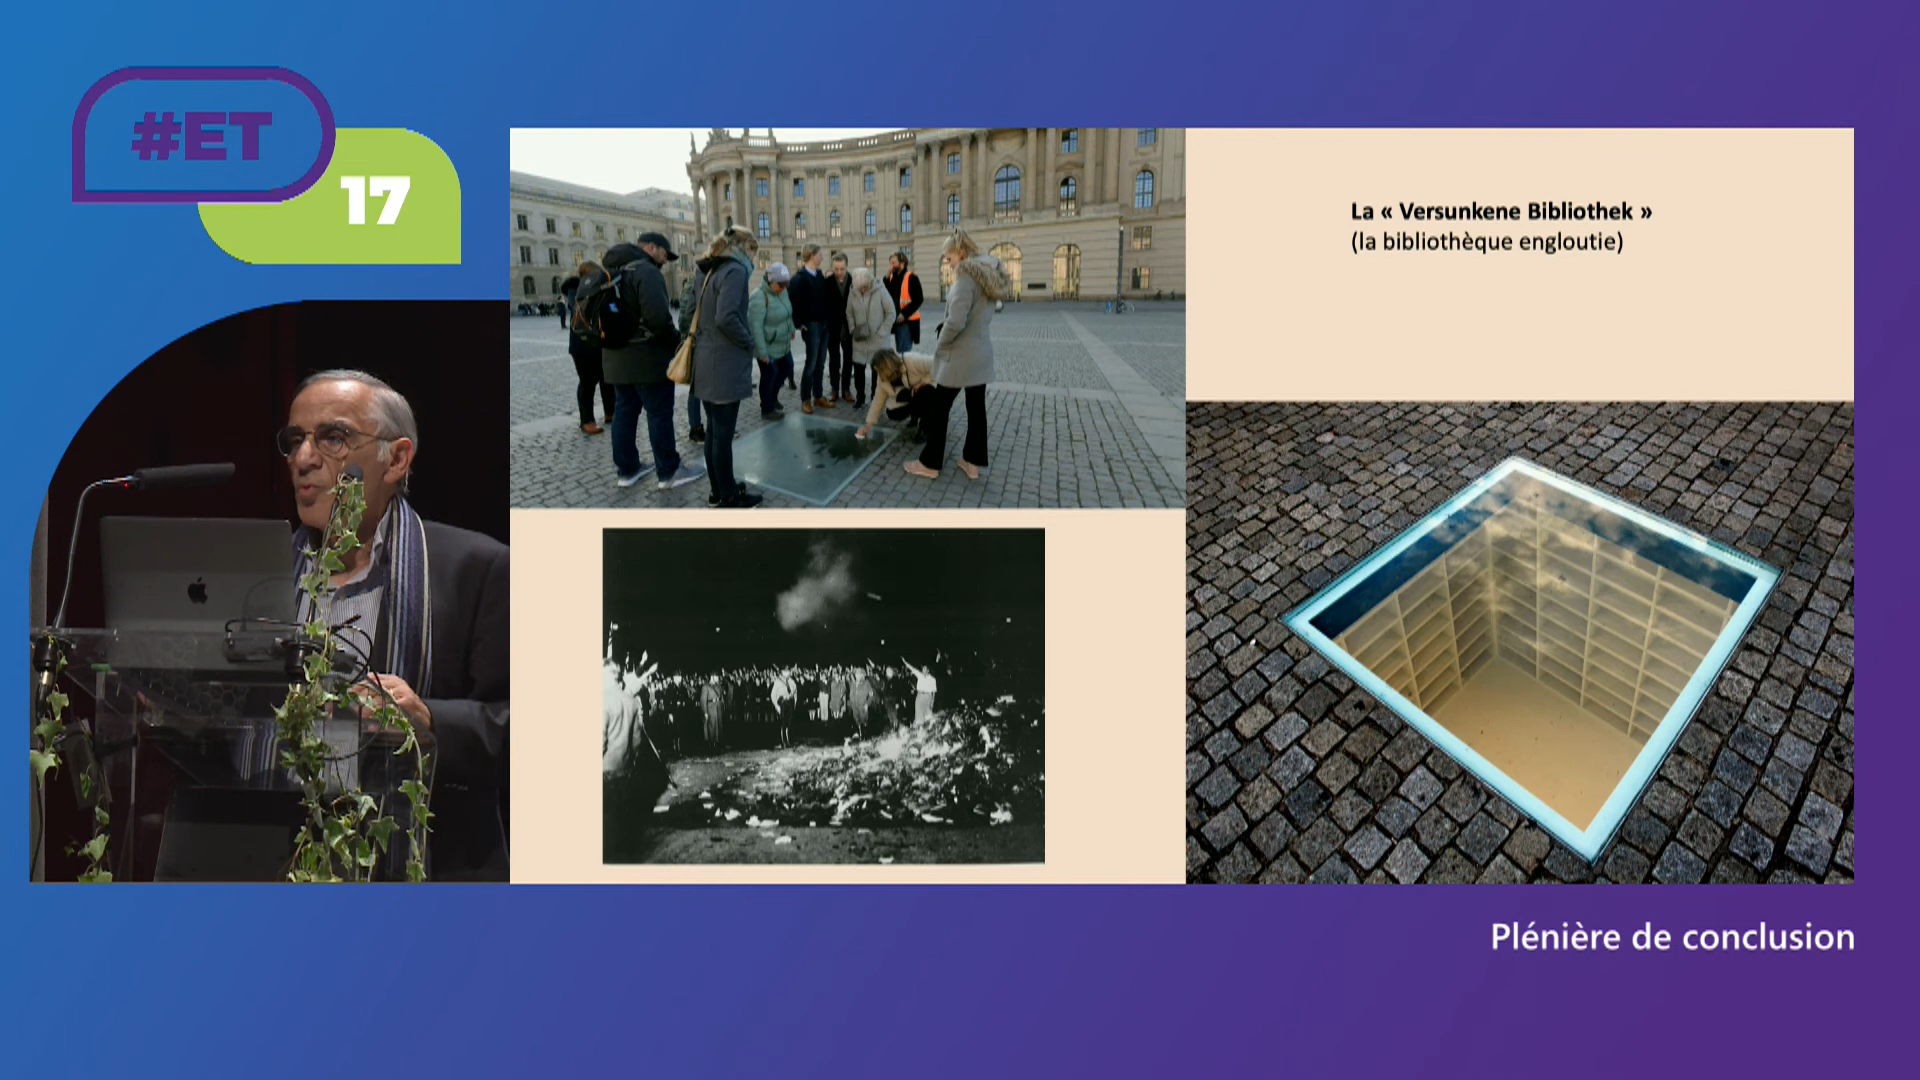 #ET
17
La « Versunkene Bibliothek »
(la bibliothèque engloutie)
Plénière de conclusion